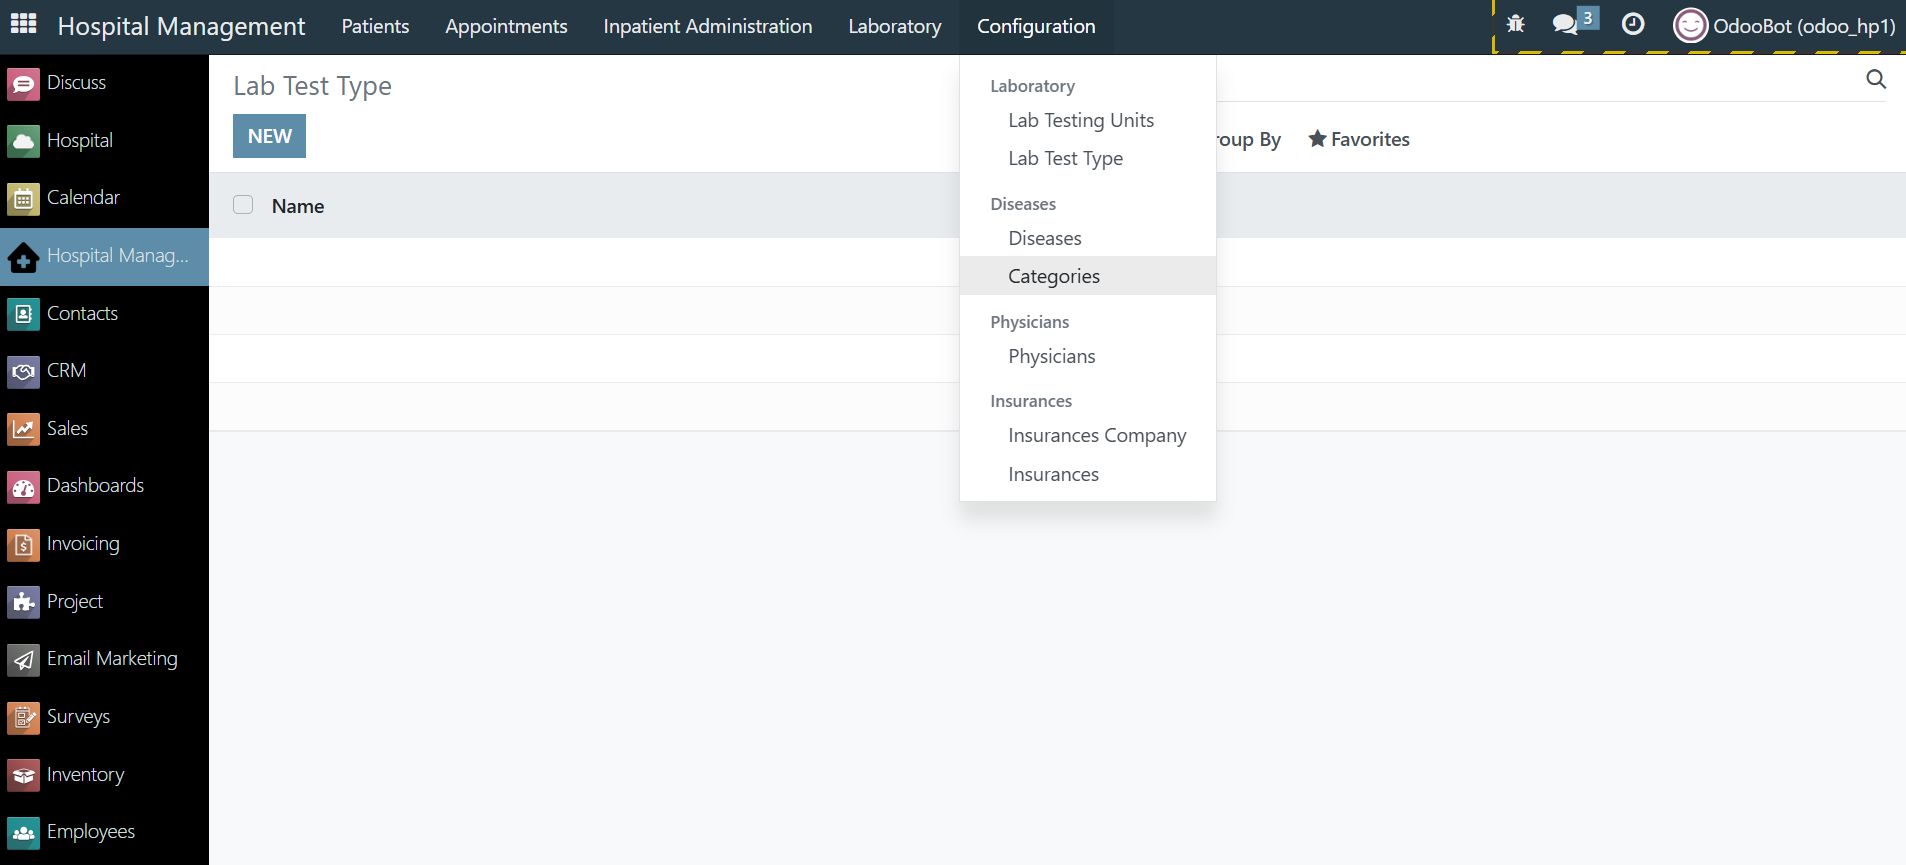 Hospital Management Patients Appointments Inpatient Administration Laboratory Configuration 3 OdooBot (odoo_hp1)
Discuss
Hospital
Calendar
Hospital Manag...
Contacts
CRM
Sales
Dashboards
Invoicing
Project
Email Marketing
Surveys
Inventory
Employees
Lab Test Type
NEW
roup By Favorites
Name
Laboratory
Lab Testing Units
Lab Test Type
Diseases
Diseases
Categories
Physicians
Physicians
Insurances
Insurances Company
Insurances